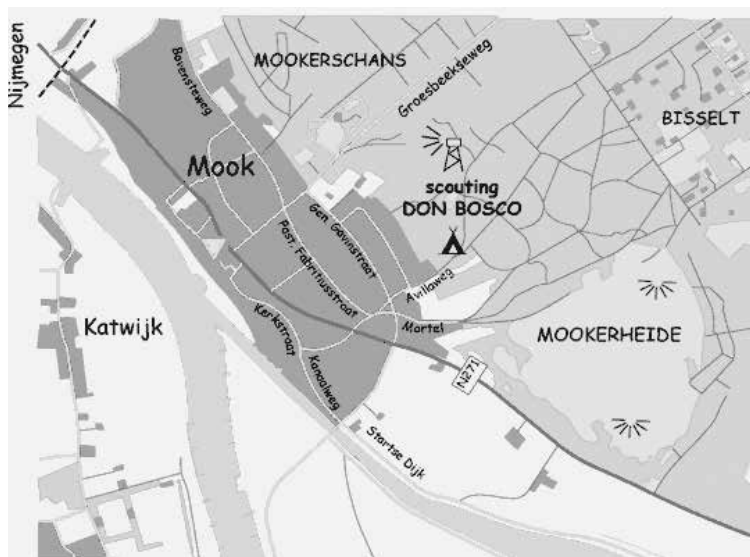 Nijmegen
Bovensteweg
MOOKERSCHANS
Groesbeekseweg
BISSELT
Mook
scouting
DON BOSCO
Gen. Gavinstraat
Past. Fabritiusstraat
Avillaweg
Kerkstraat
Mortel
Katwijk
MOOKERHEIDE
Kanaalweg
N271
Startse Dijk